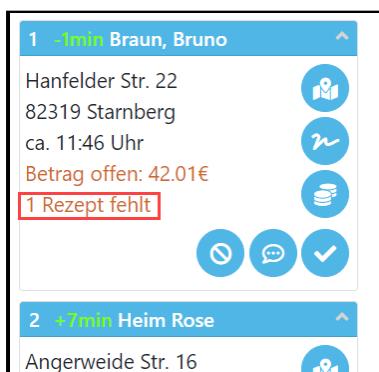 1 -1min Braun, Bruno
Hanfelder Str. 22
82319 Starnberg
ca. 11:46 Uhr
Betrag offen: 42.01€
1 Rezept fehlt
2 +7min Heim Rose
Angerweide Str. 16